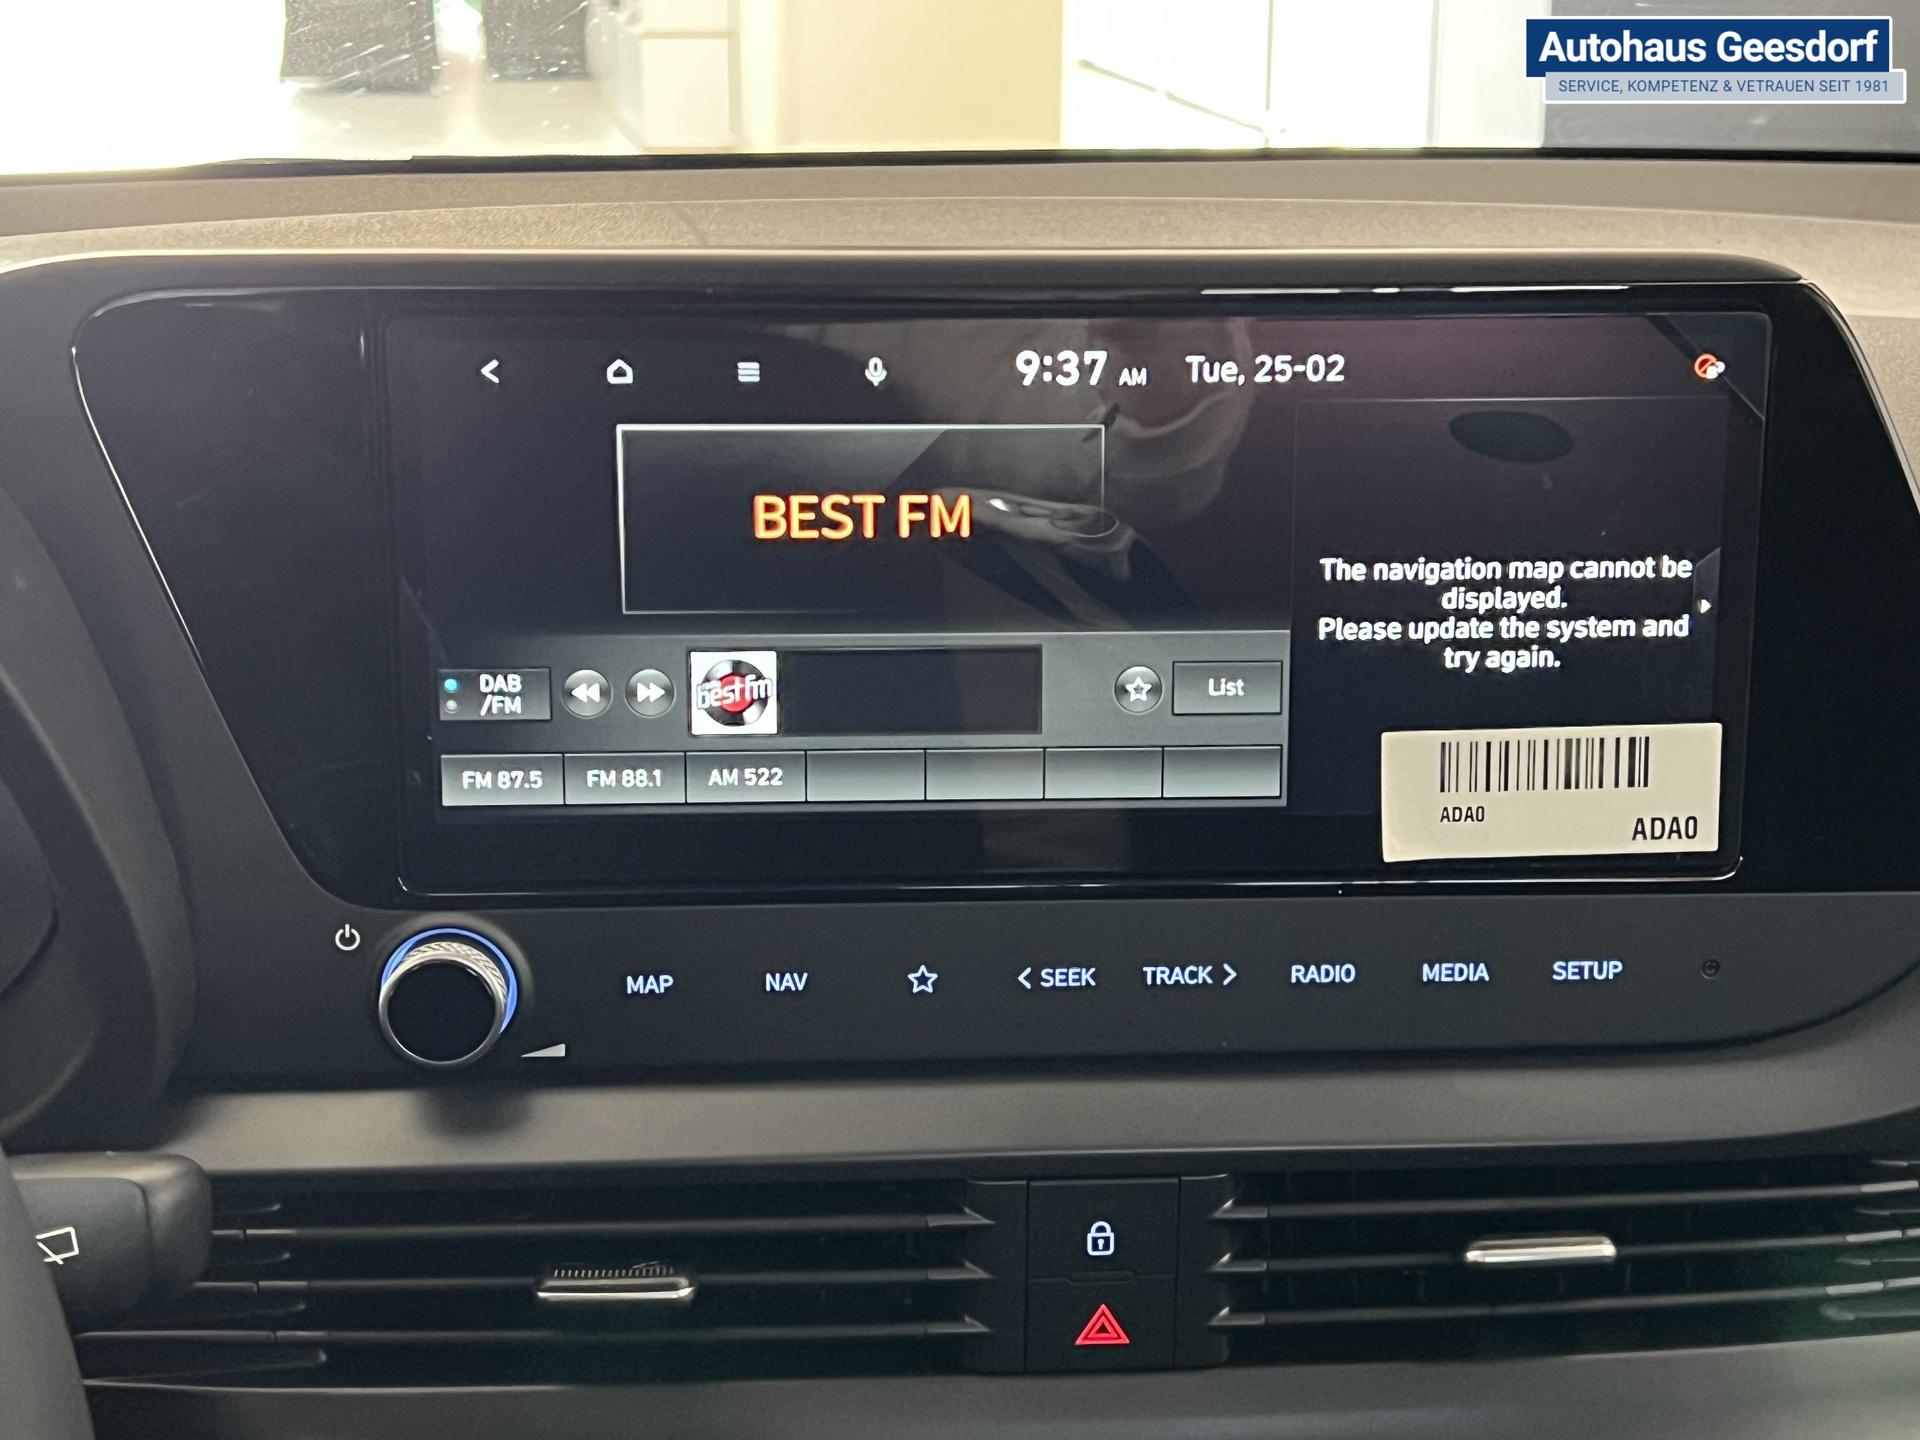 Autohaus Geesdorf
SERVICE, KOMPETENZ & VETRAUEN SEIT 1981
9:37 AM Tue, 25-02
BEST FM
The navigation map cannot be
displayed.
Please update the system and
try again.
DAB
/FM
best fm
List
FM 87.5 FM 88.1 AM 522
ADA0
ADA0
MAP NAV < SEEK TRACK > RADIO MEDIA SETUP